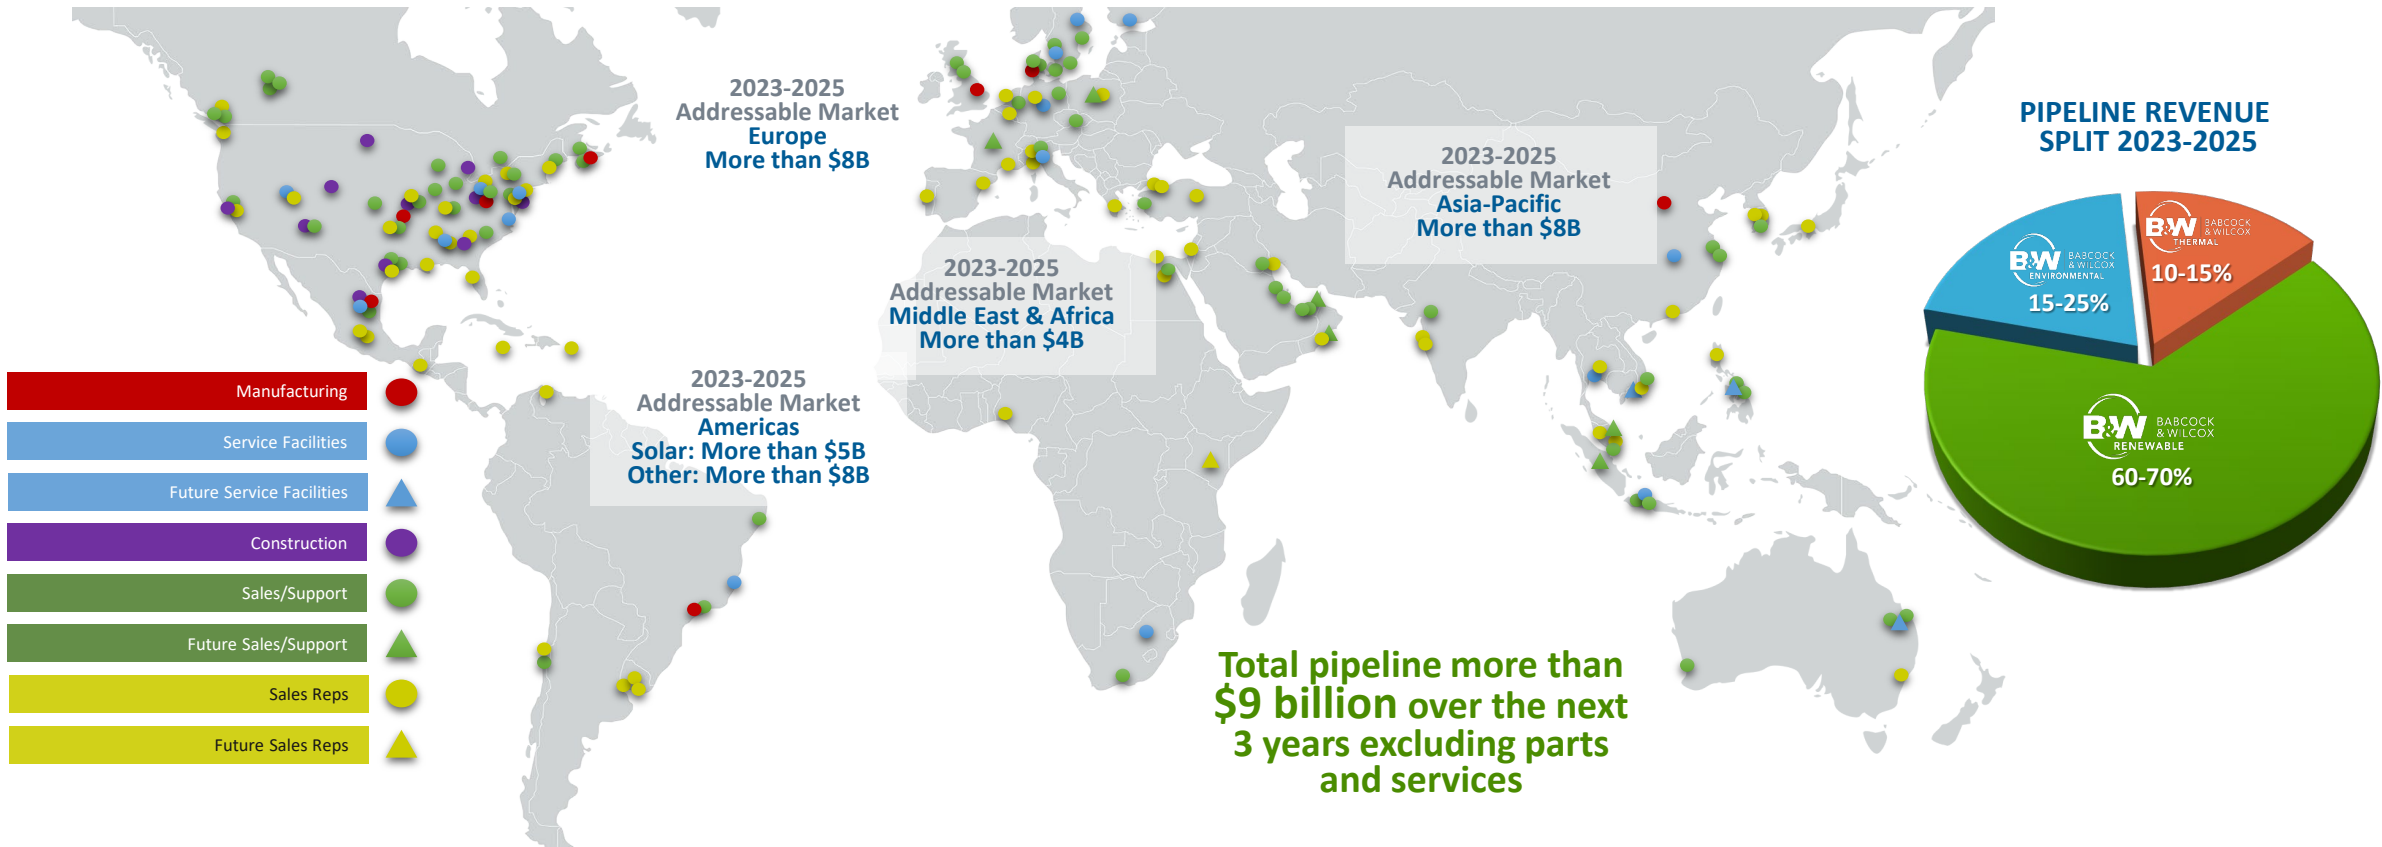 2023-2025
Addressable Market
Europe
More than $8B
2023-2025
Addressable Market
Asia-Pacific
More than $8B
2023-2025
Addressable Market
Middle East & Africa
More than $4B
2023-2025
Addressable Market
Americas
Solar: More than $5B
Other: More than $8B
Manufacturing
Service Facilities
Future Service Facilities
Construction
Sales/Support
Future Sales/Support
Sales Reps
Future Sales Reps
Total pipeline more than
$9 billion over the next
3 years excluding parts
and services
PIPELINE REVENUE
SPLIT 2023-2025
B&W BABCOCK
& WILCOX
THERMAL
10-15%
B&W BABCOCK
& WILCOX
ENVIRONMENTAL
15-25%
B&W BABCOCK
& WILCOX
RENEWABLE
60-70%